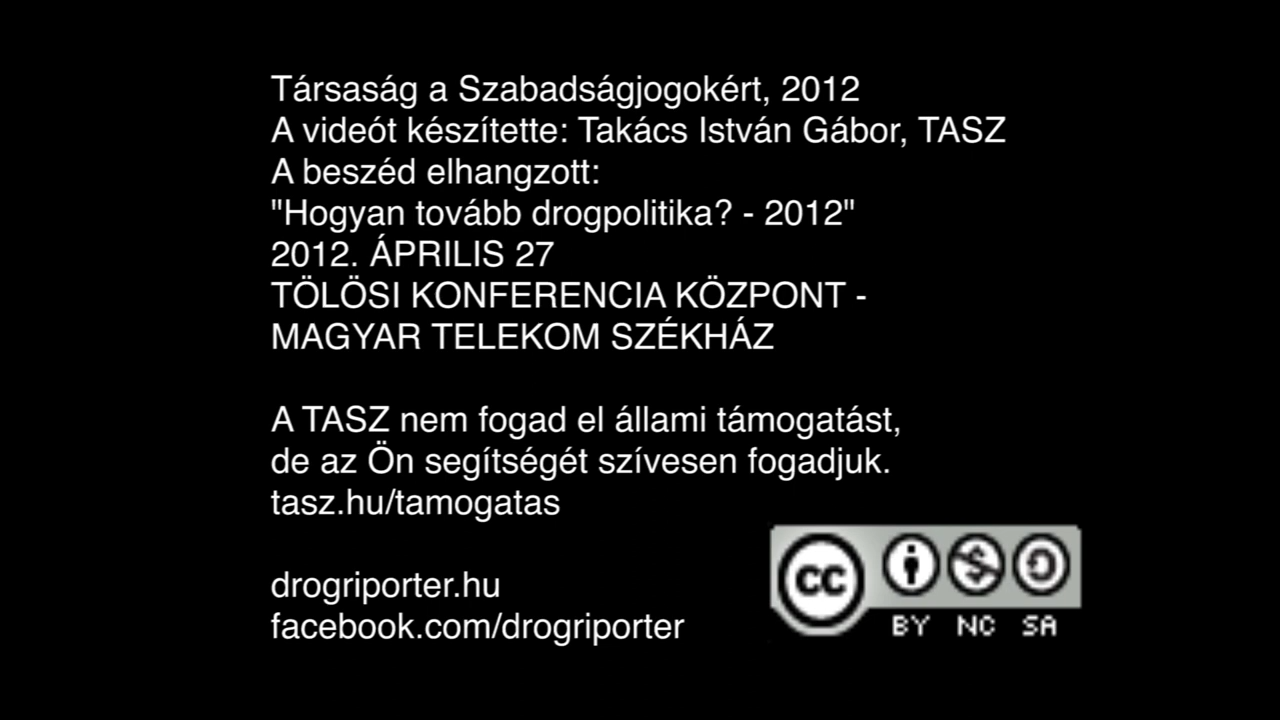 Társaság a Szabadságjogokért, 2012
A videót készítette: Takács István Gábor, TASZ
A beszéd elhangzott:
"Hogyan tovább drogpolitika? - 2012"
2012. ÁPRILIS 27
TÖLÖSI KONFERENCIA KÖZPONT -
MAGYAR TELEKOM SZÉKHÁZ
A TASZ nem fogad el állami támogatást,
de az Ön segítségét szívesen fogadjuk.
tasz.hu/tamogatas
drogriporter.hu
facebook.com/drogriporter
cc
BY NC SA